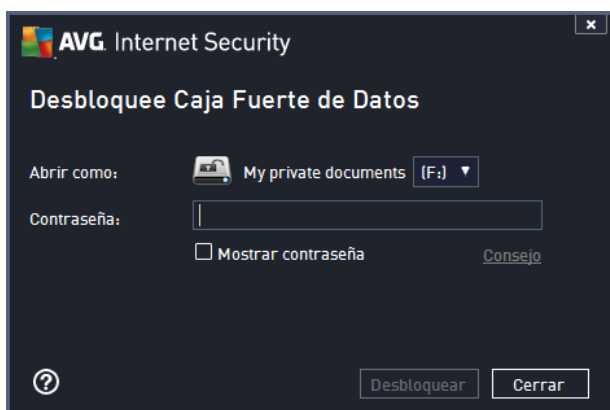 x
AVG. Internet Security
Desbloquee Caja Fuerte de Datos
Abrir como: My private documents (F:) ▼
Contraseña:
Mostrar contraseña Consejo
? Desbloquear Cerrar